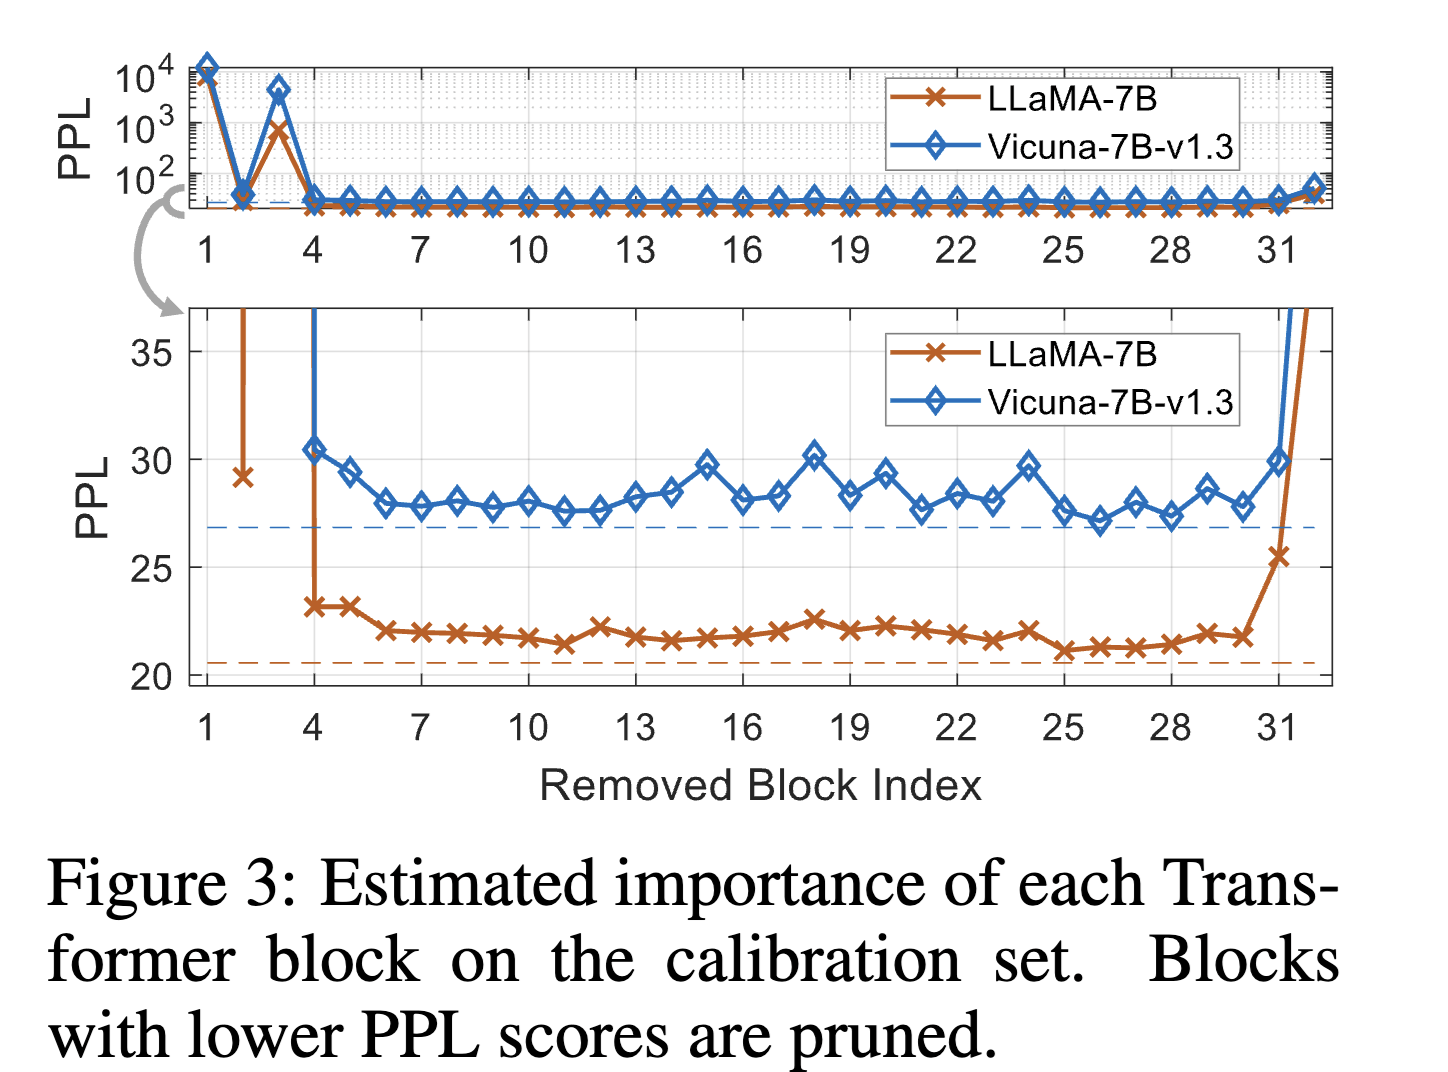 PPL
10^4
10^3
10^2
LLaMA-7B
Vicuna-7B-v1.3
1 4 7 10 13 16 19 22 25 28 31
PPL
35
30
25
20
LLaMA-7B
Vicuna-7B-v1.3
1 4 7 10 13 16 19 22 25 28 31
Removed Block Index
Figure 3: Estimated importance of each Trans-
former block on the calibration set. Blocks
with lower PPL scores are pruned.